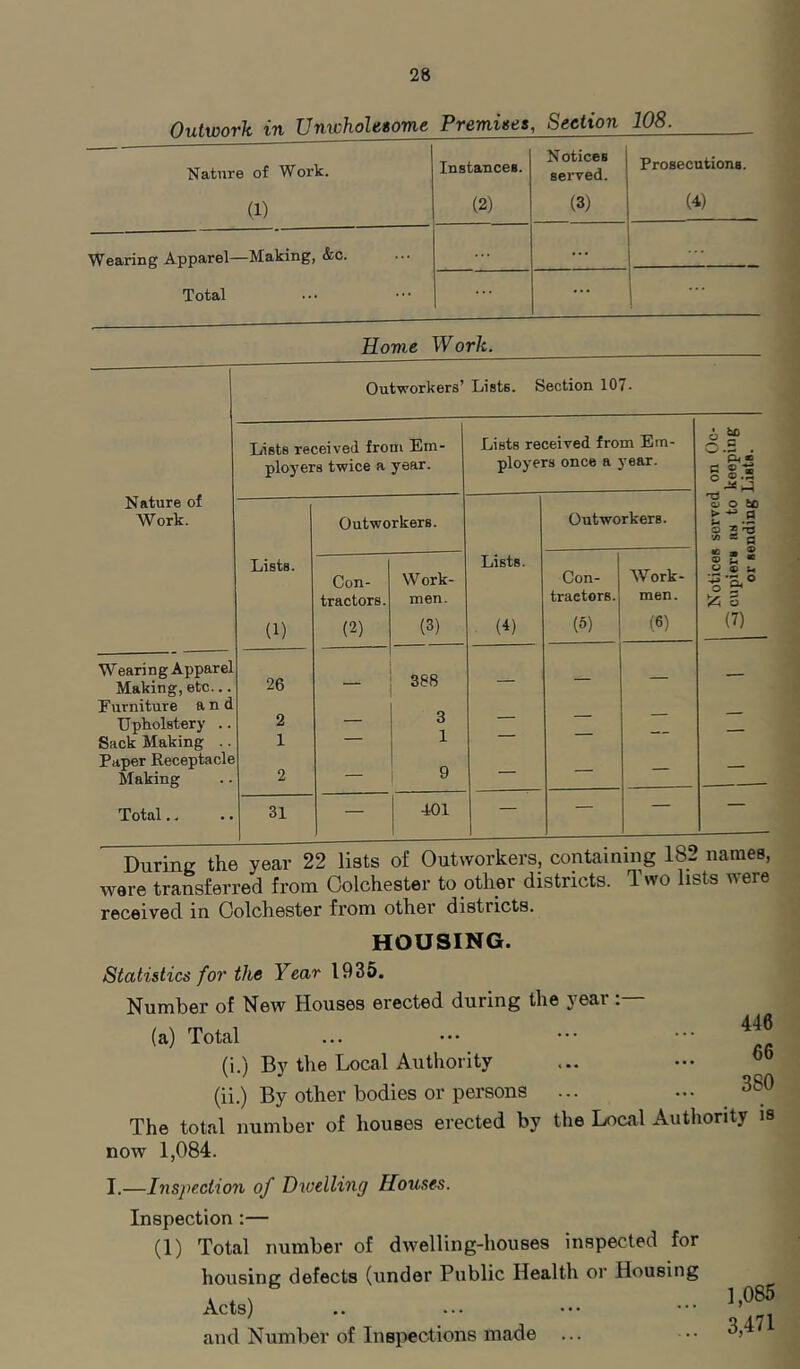 28
Outwork in Unwholesome Premises, Section 108.
Nature of Work. Instances. Notices served. Prosecutions.
(1) (2) (3) (4)
Wearing Apparel—Making, &c. ... ... ... ...
Total ... ... ... ... ...
Home Work.
Outworkers' Lists. Section 107.
Nature of Work.
Lists received from Employers twice a year.
Lists received from Employers once a year.
Notices served on Occupiers as to keeping or sending Lists.
Outworkers. Outworkers.
Lists. Contractors. Workmen. Lists. Contractors. Workmen.
(1) (2) (3) (4) (5) (6) (7)
Wearing Apparel
Making, etc... 26 — 388 — — — —
Furniture and
Upholstery .. 2 — 3 — — — —
Sack Making .. 1 — 1 — — — —
Paper Receptacle
Making .. 2 — 9 — — — —
Total.. .. 31 — 401 — — — —
During the year 22 lists of Outworkers, containing 182 names,
were transferred from Colchester to other districts. Two lists were
received in Colchester from other districts.
HOUSING.
Statistics for the Year 1935.
Number of New Houses erected during the year :—
(a) Total ... ... ... ... 446
(i.) By the Local Authority ... ... 66
(ii.) By other bodies or persons ... ... 380
The total number of houses erected by the Local Authority is
now 1,084.
I.—Inspection of Dwelling Houses.
Inspection :—
(1) Total number of dwelling-houses inspected for
housing defects (under Public Health or Housing
Acts) .. ... ... ... 1,085
and Number of Inspections made ... .. 3,471